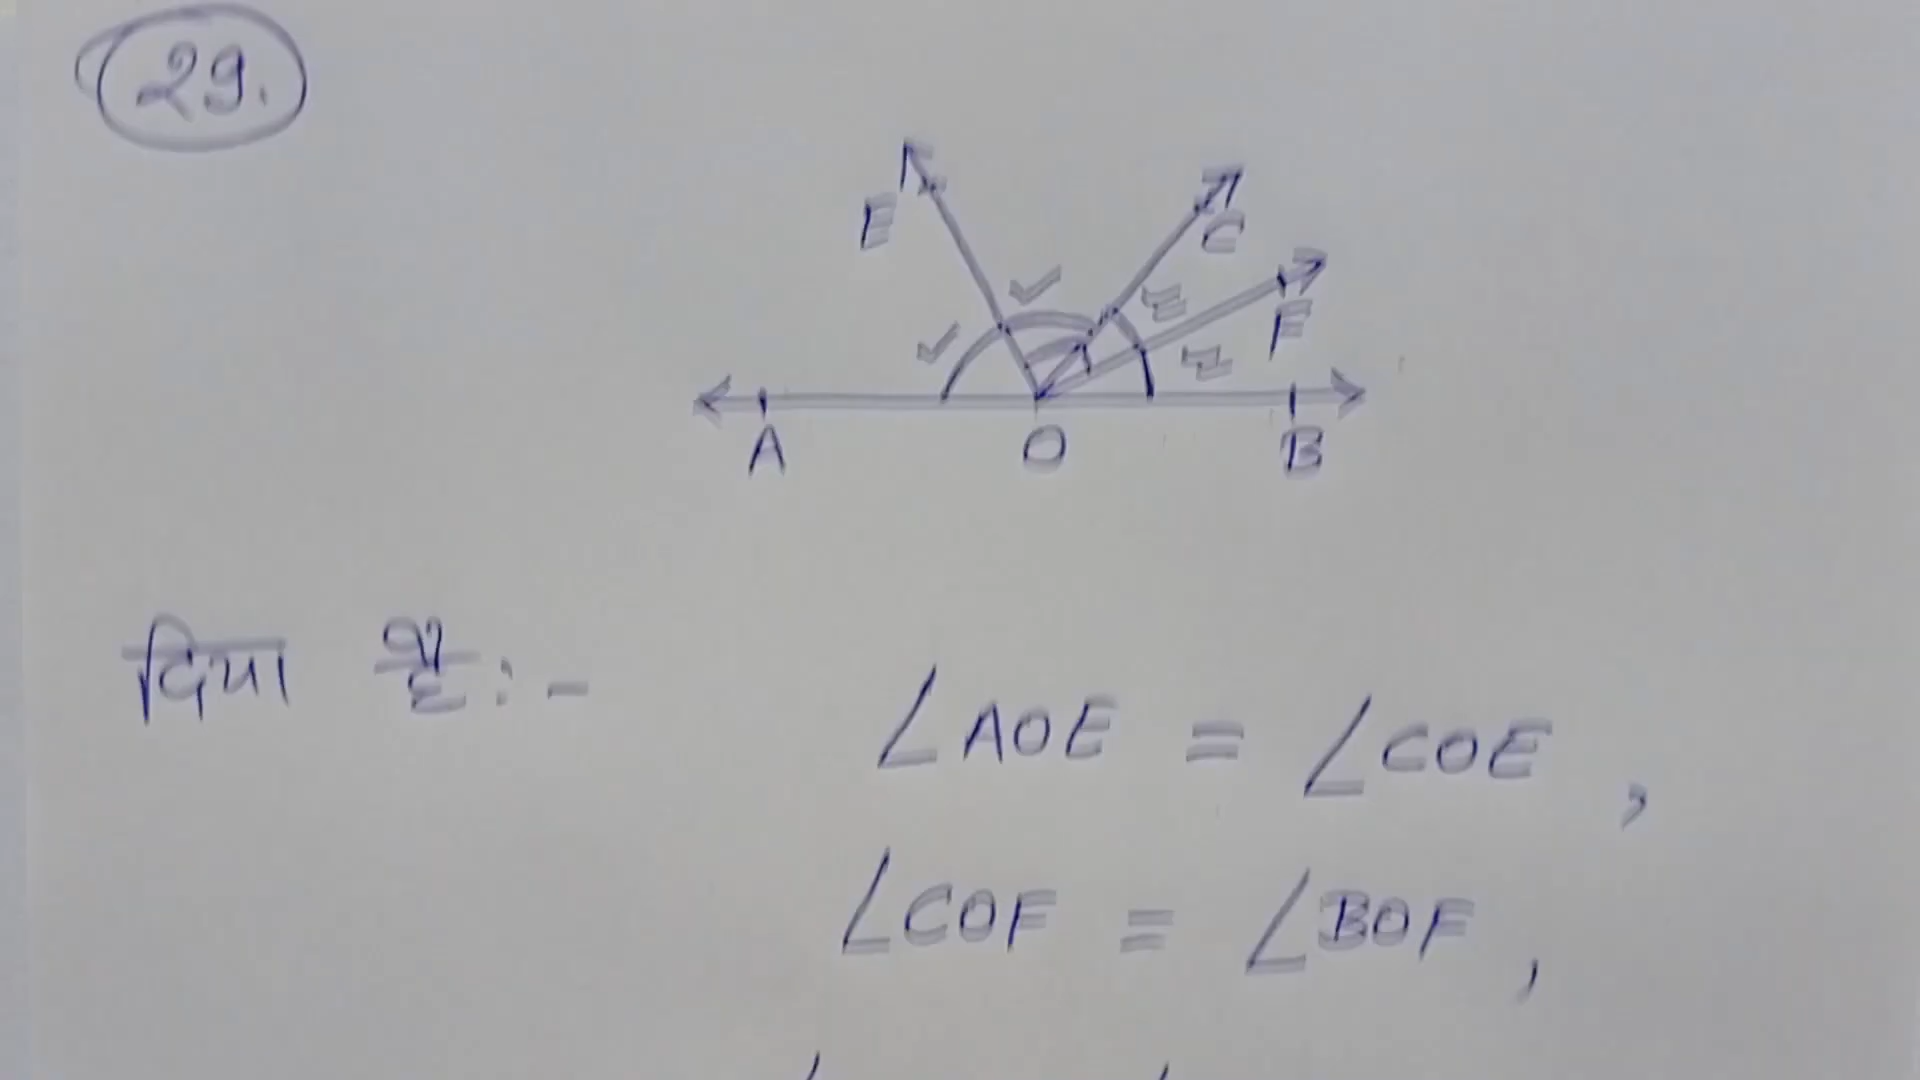 29.
E
C
F
A O B
दिया है :-
∠AOE = ∠COE ,
∠COF = ∠BOF ,